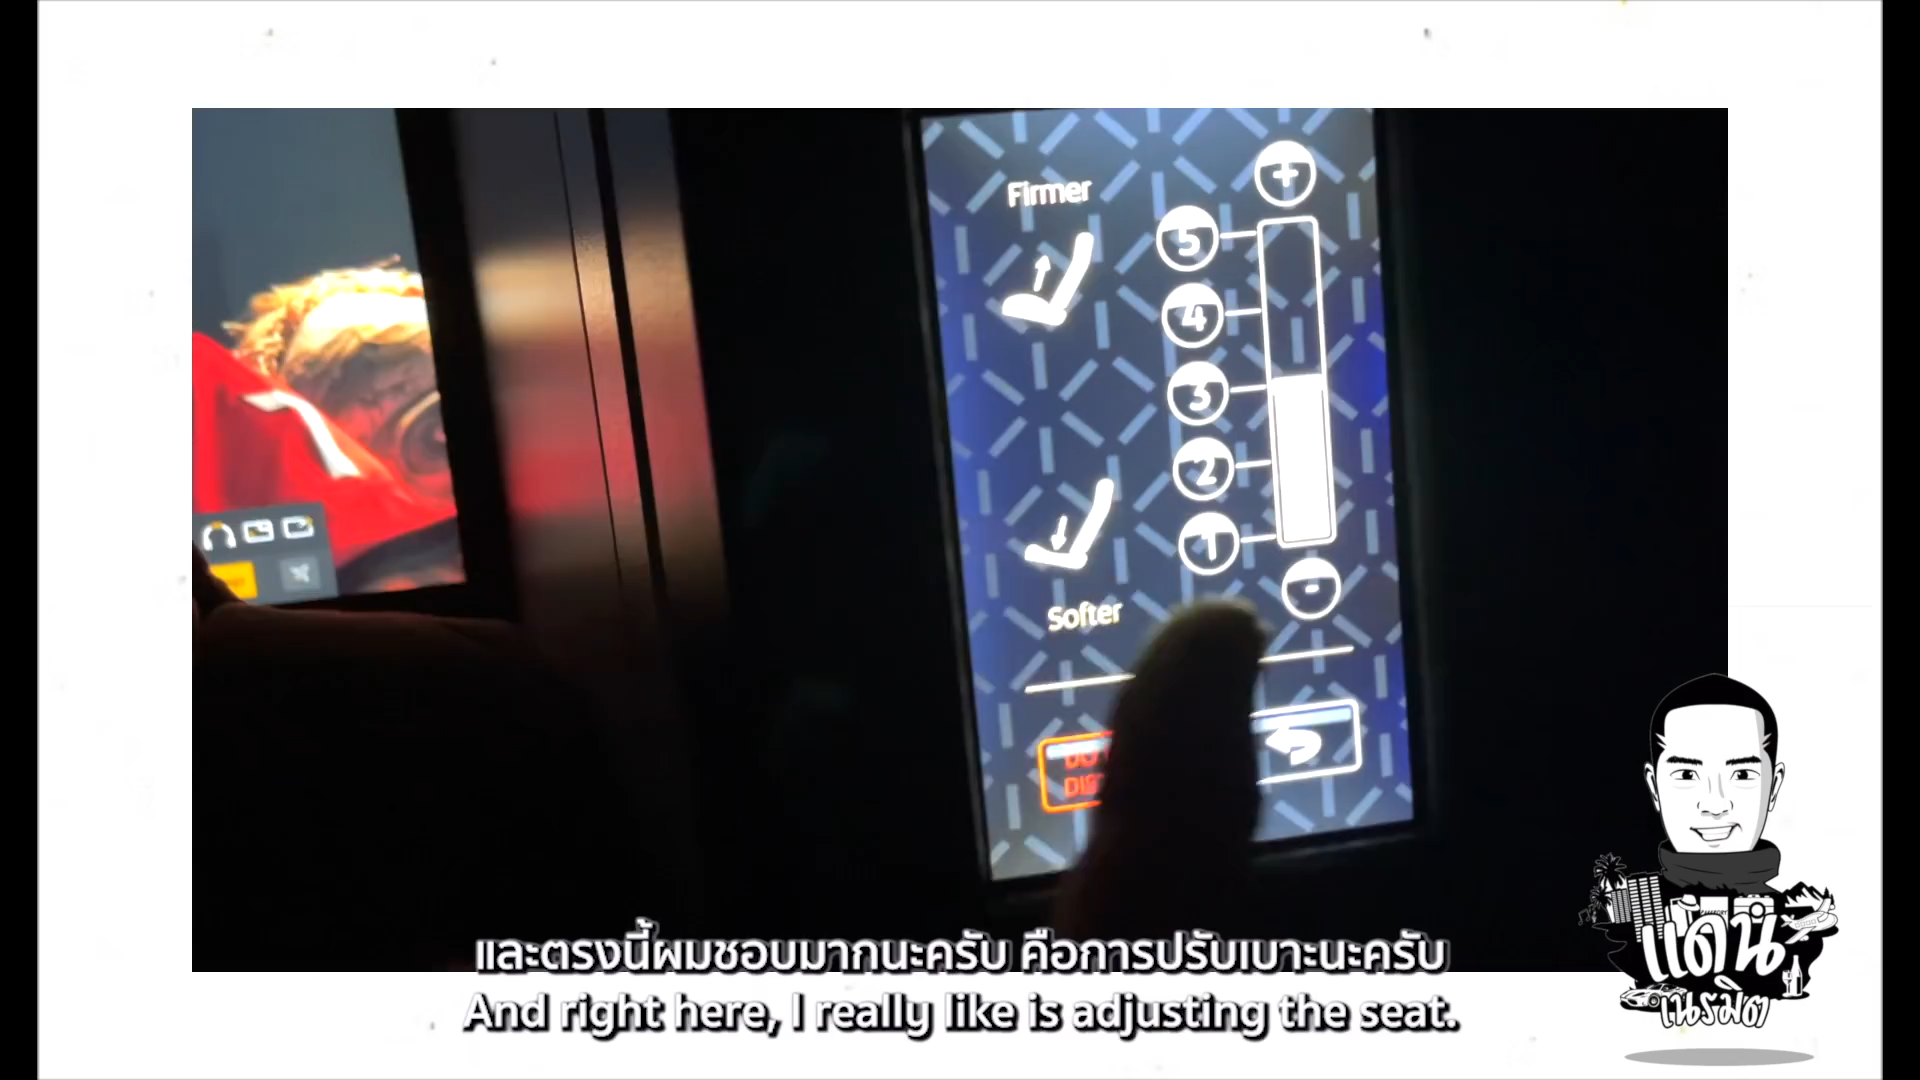 Firmer
+
5
4
3
2
1
-
Softer
และตรงนี้ผมชอบมากนะครับ คือการปรับเบาะนะครับ
And right here, I really like is adjusting the seat.
แดน
เนรมิต